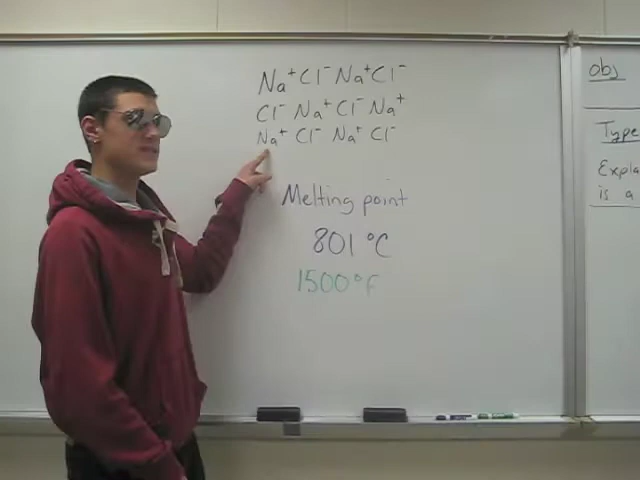 Na⁺Cl⁻Na⁺Cl⁻
Cl⁻ Na⁺ Cl⁻ Na⁺
Na⁺ Cl⁻ Na⁺ Cl⁻
Melting point
801 °C
1500°F
obs
Type
Expla
is a